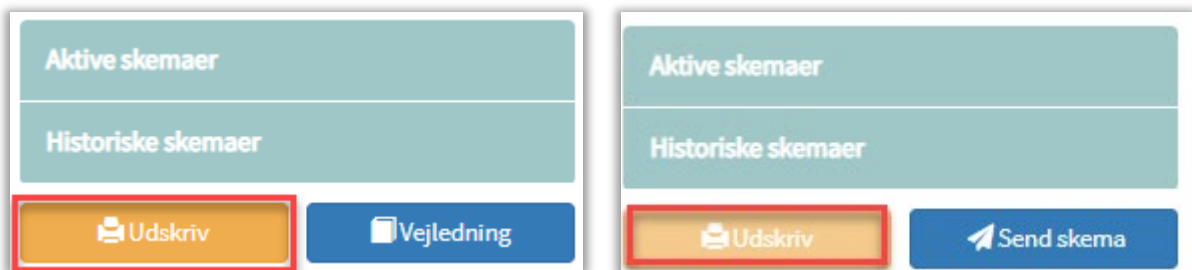 Aktive skemaer
Historiske skemaer
Udskriv
Vejledning
Aktive skemaer
Historiske skemaer
Udskriv
Send skema